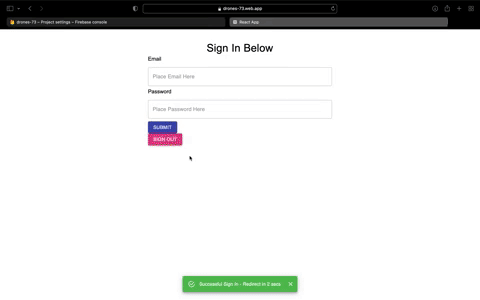 drones-73.web.app
drones-73 – Project settings – Firebase console
React App
Sign In Below
Email
Place Email Here
Password
Place Password Here
SUBMIT
SIGN OUT
Successful Sign In - Redirect in 2 secs